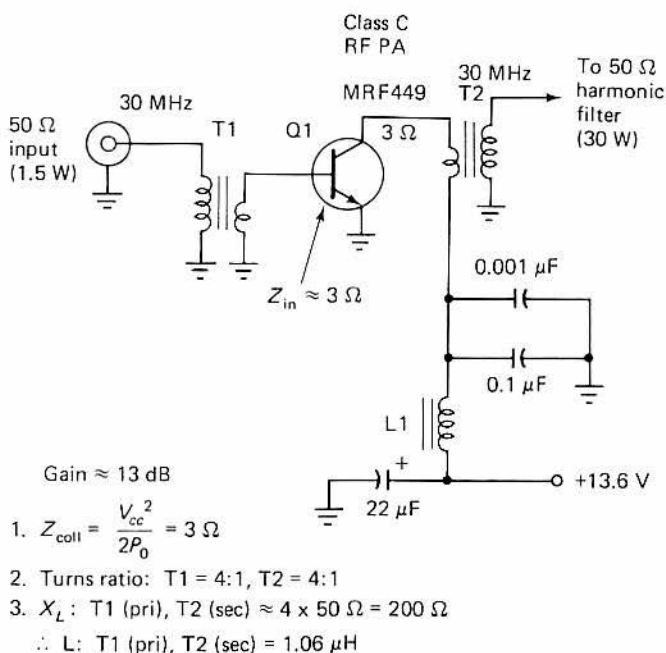 Class C
RF PA
30 MHz
T1
Q1
MRF449
3 Ω
30 MHz
T2
To 50 Ω
harmonic
filter
(30 W)
50 Ω
input
(1.5 W)
Z_in ≈ 3 Ω
0.001 μF
0.1 μF
L1
+
22 μF
+13.6 V
Gain ≈ 13 dB
1. Z_coll = V_cc² / 2P_0 = 3 Ω
2. Turns ratio: T1 = 4:1, T2 = 4:1
3. X_L: T1 (pri), T2 (sec) ≈ 4 x 50 Ω = 200 Ω
∴ L: T1 (pri), T2 (sec) = 1.06 μH